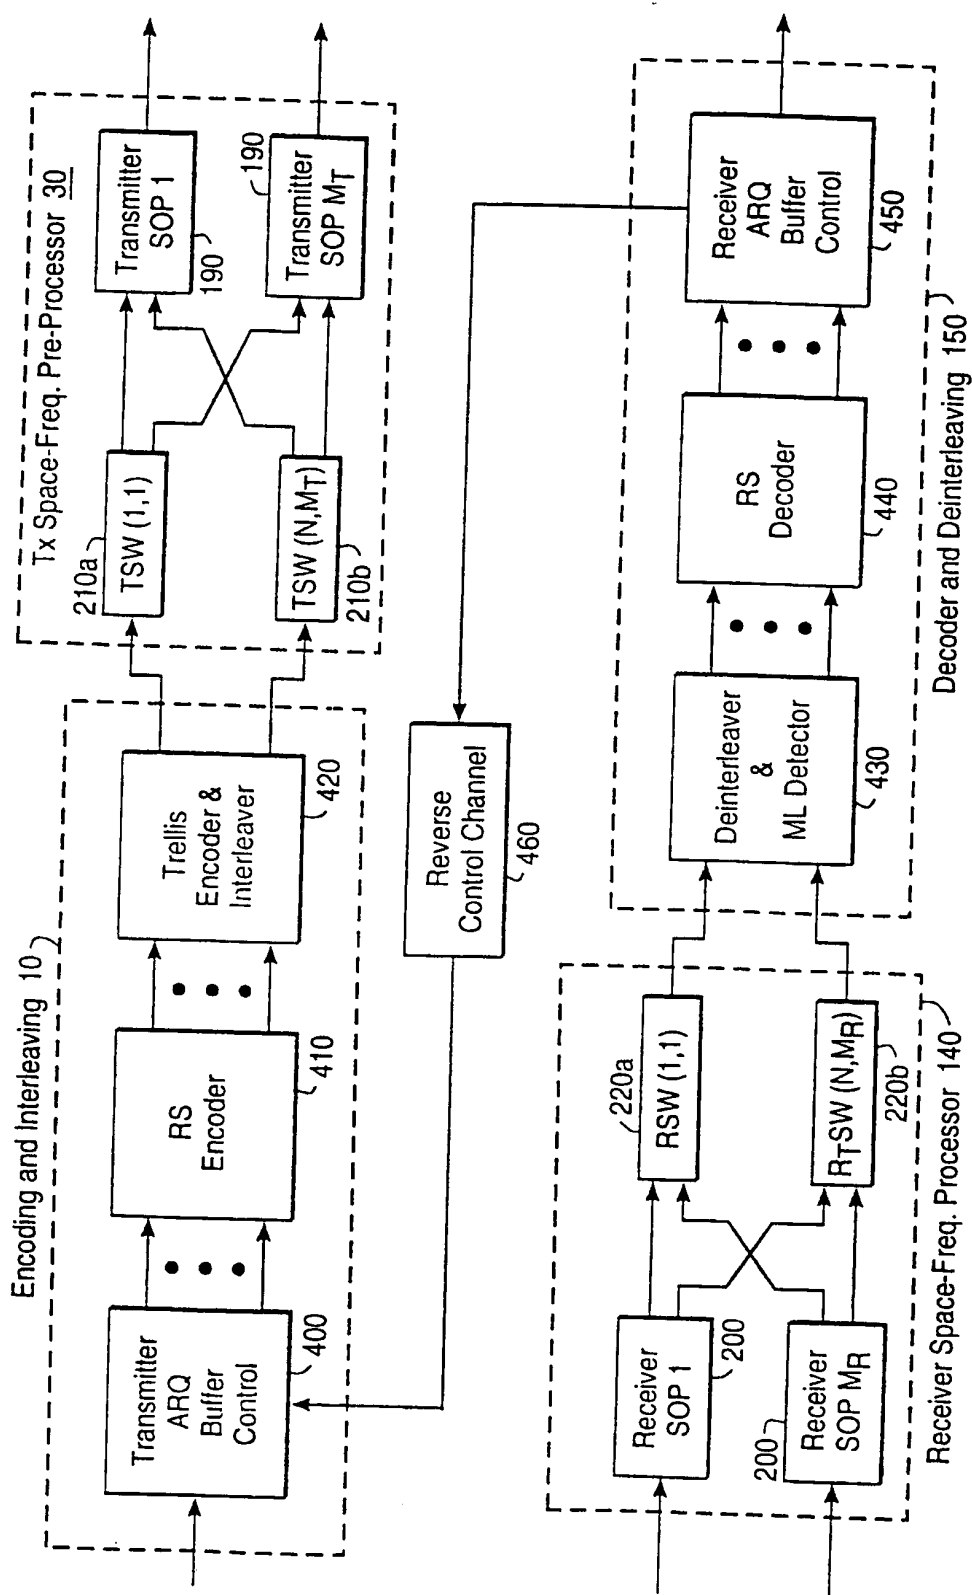 Encoding and Interleaving 10
Transmitter
ARQ
Buffer
Control
400
RS
Encoder
410
Trellis
Encoder &
Interleaver
420
Tx Space-Freq. Pre-Processor 30
210a
TSW (1,1)
TSW (N,MT)
210b
Transmitter
SOP 1
190
190
Transmitter
SOP MT
Reverse
Control Channel
460
Receiver
SOP 1
200
200
Receiver
SOP MR
220a
RSW (1,1)
RTSW (N,MR)
220b
Receiver Space-Freq. Processor 140
Deinterleaver
&
ML Detector
430
RS
Decoder
440
Receiver
ARQ
Buffer
Control
450
Decoder and Deinterleaving 150